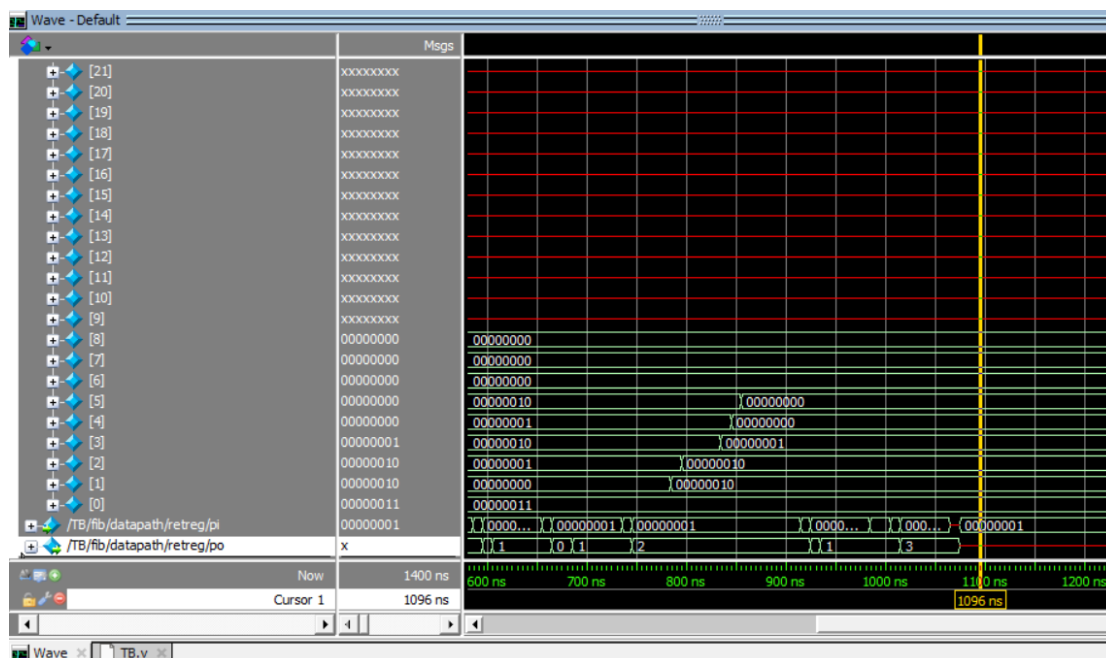 Wave - Default
Msgs
[21] xxxxxxxx
[20] xxxxxxxx
[19] xxxxxxxx
[18] xxxxxxxx
[17] xxxxxxxx
[16] xxxxxxxx
[15] xxxxxxxx
[14] xxxxxxxx
[13] xxxxxxxx
[12] xxxxxxxx
[11] xxxxxxxx
[10] xxxxxxxx
[9] xxxxxxxx
[8] 00000000 00000000
[7] 00000000 00000000
[6] 00000000 00000000
[5] 00000000 00000010 00000000
[4] 00000000 00000001 00000000
[3] 00000001 00000010 00000001
[2] 00000010 00000001 00000010
[1] 00000010 00000000 00000010
[0] 00000011 00000011
/TB/fib/datapath/retreg/pi 00000001 0000... 00000001 00000001 0000... 000... 00000001
/TB/fib/datapath/retreg/po x 1 0 1 2 1 3
Now 1400 ns 600 ns 700 ns 800 ns 900 ns 1000 ns 1100 ns 1200 ns
Cursor 1 1096 ns 1096 ns
Wave TB.v